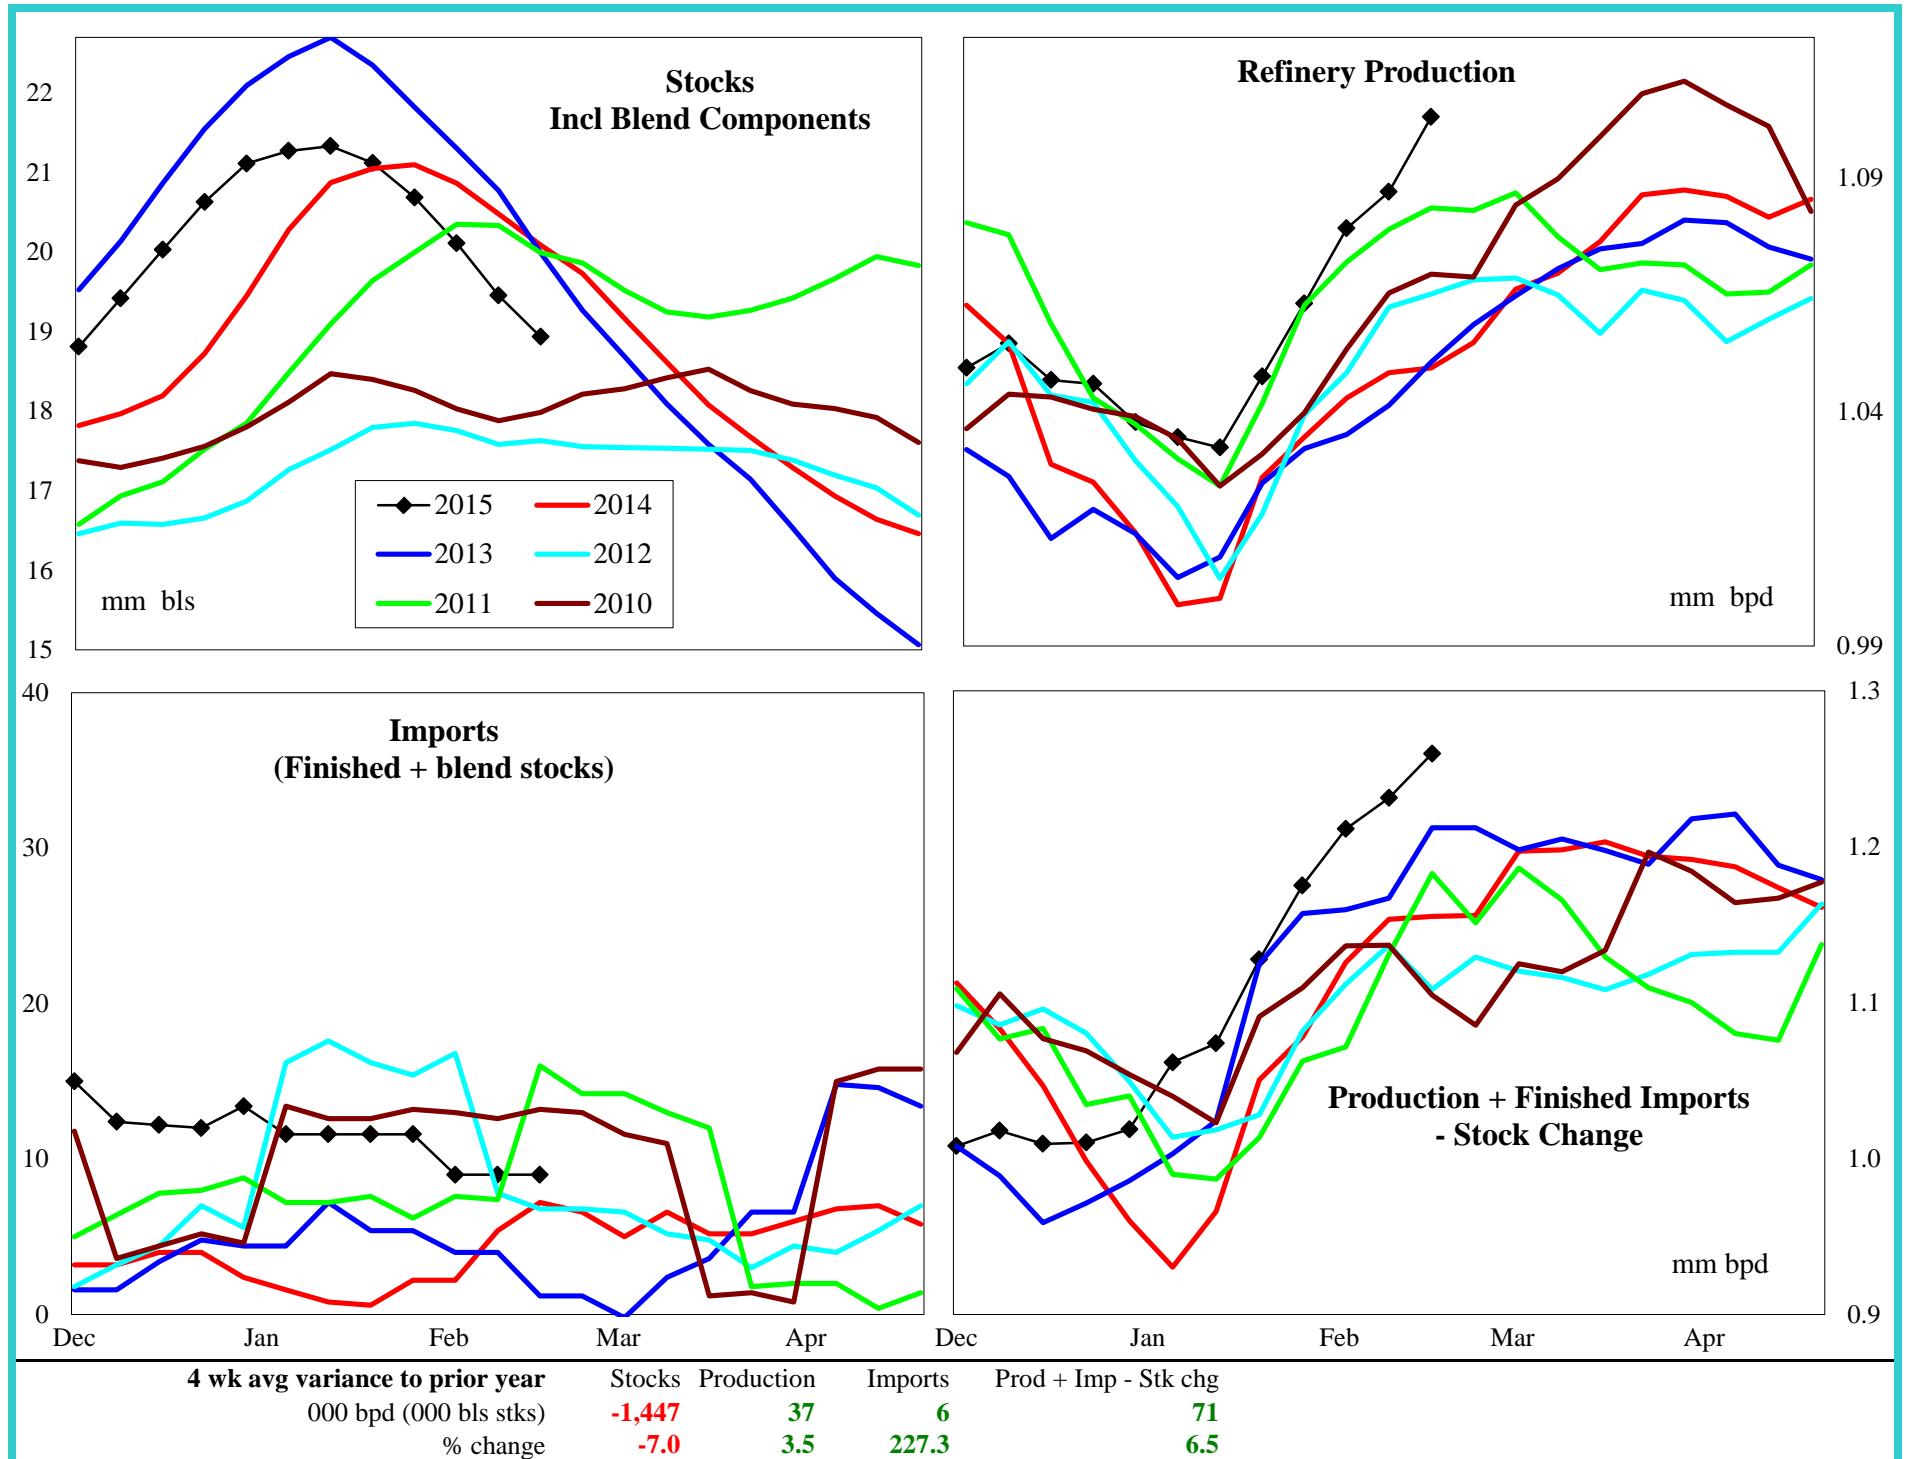 Stocks
Incl Blend Components
22
21
20
19
18
17
16
15
2015 2014
2013 2012
2011 2010
mm bls
Refinery Production
1.09
1.04
0.99
mm bpd
Imports
(Finished + blend stocks)
40
30
20
10
0
Dec Jan Feb Mar Apr
1.3
1.2
1.1
1.0
0.9
Production + Finished Imports
- Stock Change
mm bpd
Dec Jan Feb Mar Apr
4 wk avg variance to prior year Stocks Production Imports Prod + Imp - Stk chg
000 bpd (000 bls stks) -1,447 37 6 71
% change -7.0 3.5 227.3 6.5